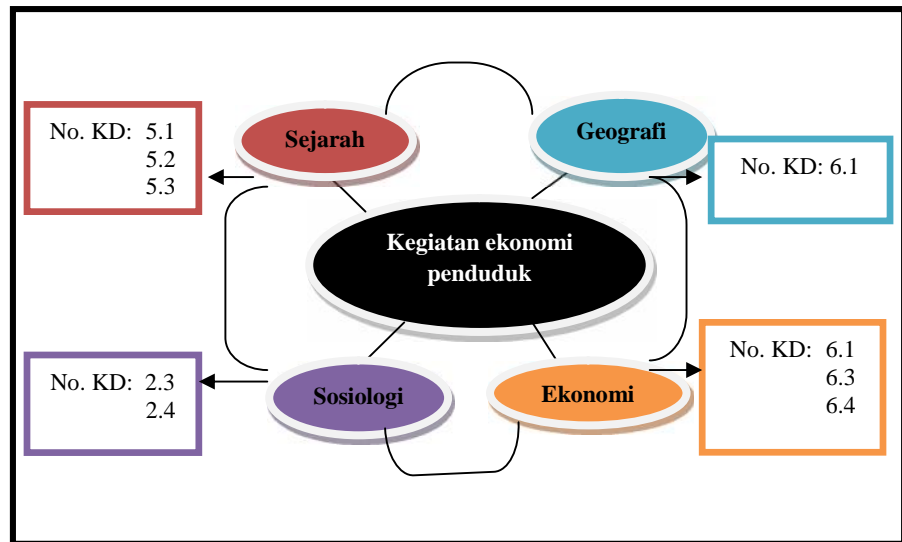 Sejarah
Geografi
No. KD: 5.1
5.2
5.3
No. KD: 6.1
Kegiatan ekonomi
penduduk
No. KD: 2.3
2.4
Sosiologi
Ekonomi
No. KD: 6.1
6.3
6.4